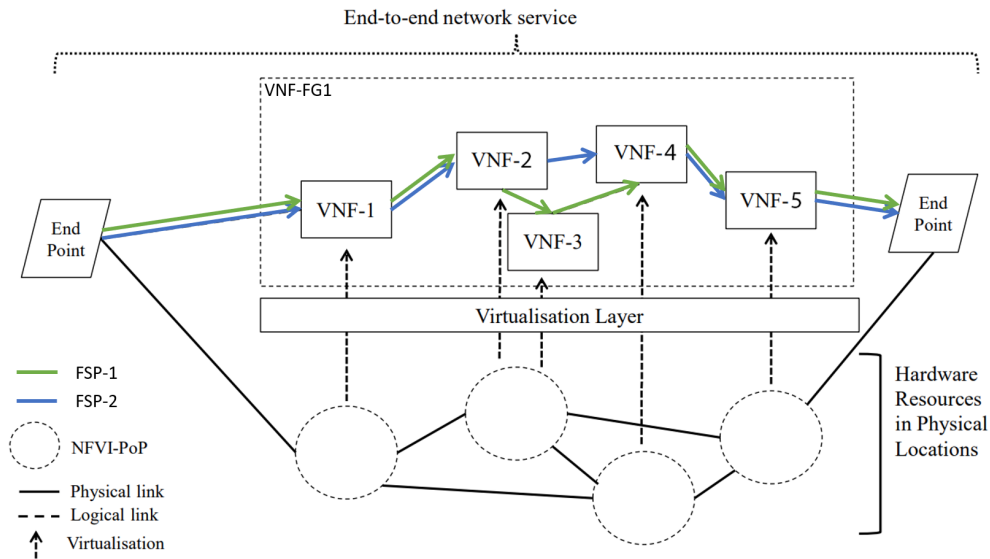 End-to-end network service
VNF-FG1
VNF-2
VNF-4
VNF-1
VNF-5
End
Point
VNF-3
End
Point
Virtualisation Layer
FSP-1
FSP-2
NFVI-PoP
Physical link
Logical link
Virtualisation
Hardware
Resources
in Physical
Locations